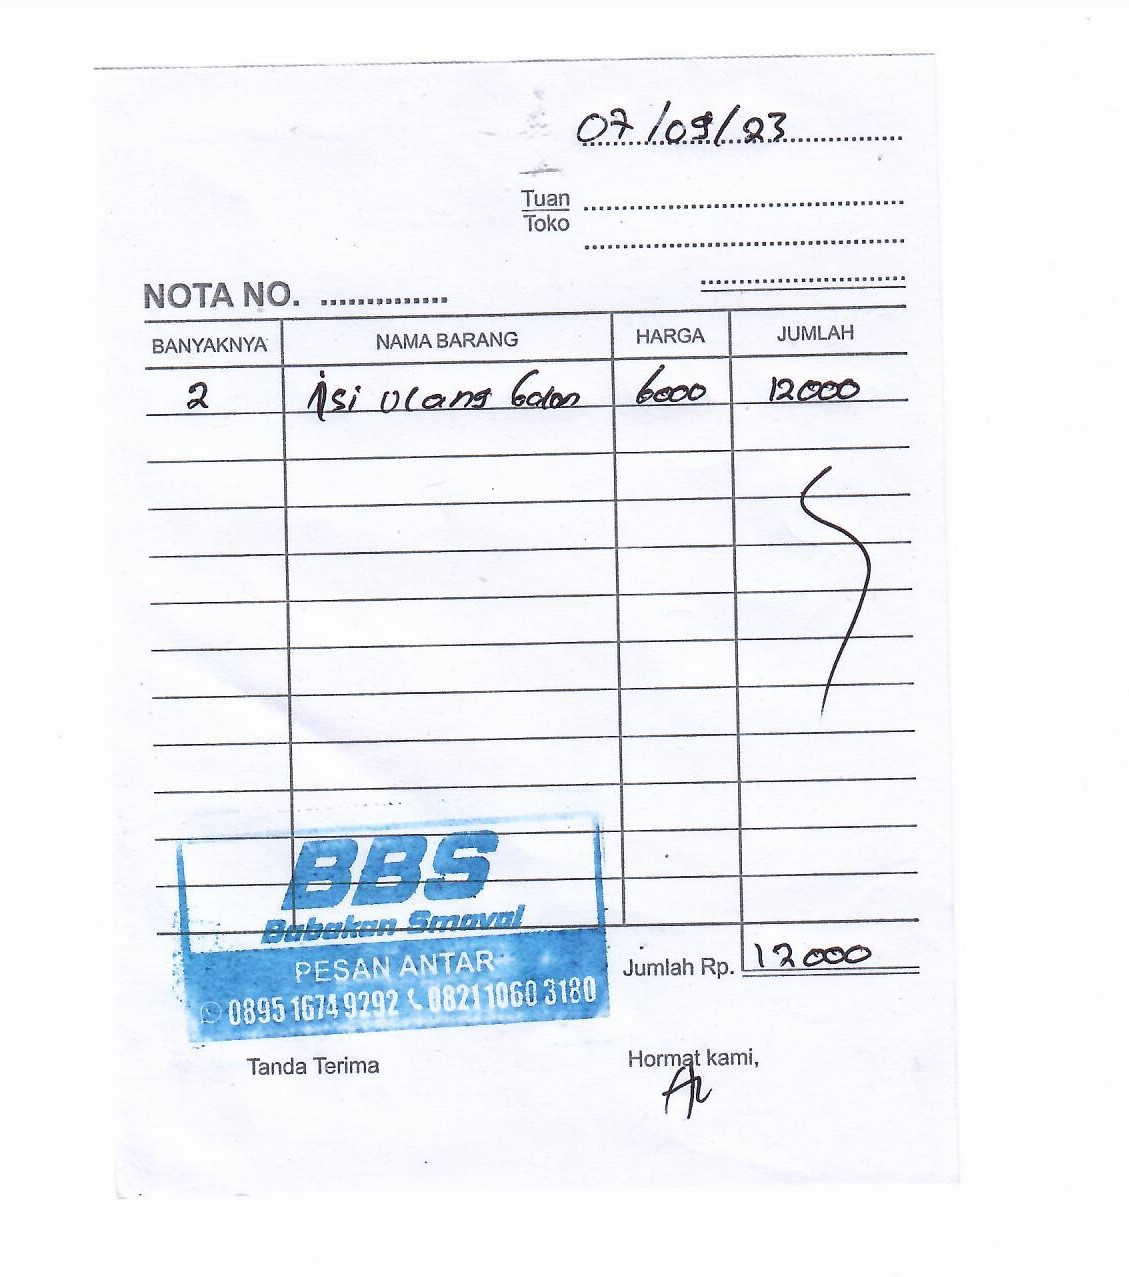 07/09/23
Tuan
Toko
NOTA NO.
BANYAKNYA NAMA BARANG HARGA JUMLAH
2 isi ulang Galon 6000 12000
BBS
Babakan Smaval
PESAN ANTAR
0895 1674 9292 0821 1060 3180
Jumlah Rp. 12000
Tanda Terima Hormat kami,